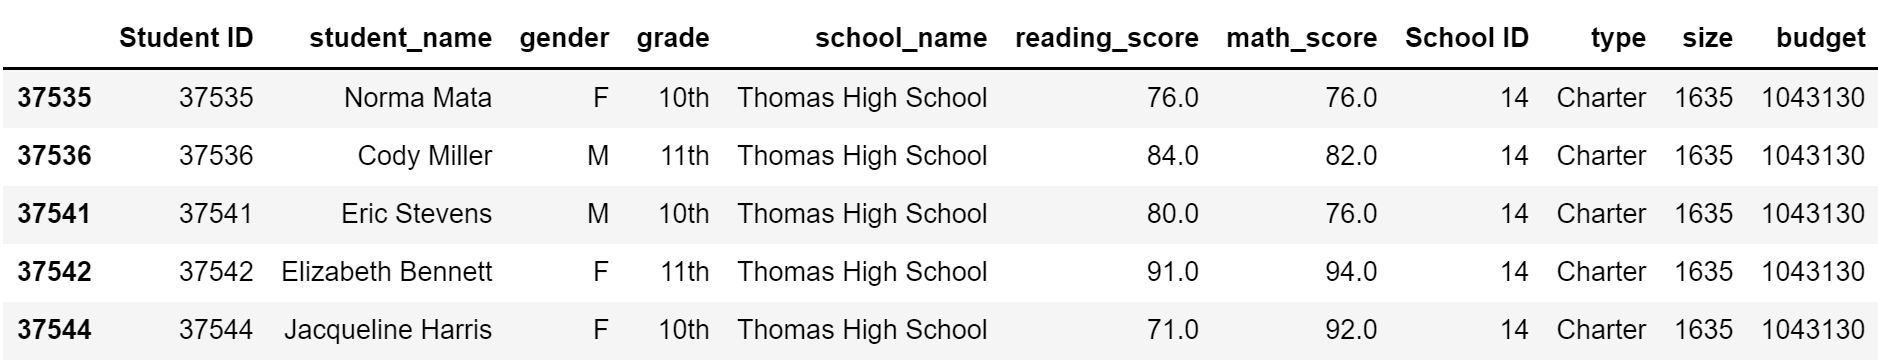 Student ID student_name gender grade school_name reading_score math_score School ID type size budget
37535 37535 Norma Mata F 10th Thomas High School 76.0 76.0 14 Charter 1635 1043130
37536 37536 Cody Miller M 11th Thomas High School 84.0 82.0 14 Charter 1635 1043130
37541 37541 Eric Stevens M 10th Thomas High School 80.0 76.0 14 Charter 1635 1043130
37542 37542 Elizabeth Bennett F 11th Thomas High School 91.0 94.0 14 Charter 1635 1043130
37544 37544 Jacqueline Harris F 10th Thomas High School 71.0 92.0 14 Charter 1635 1043130